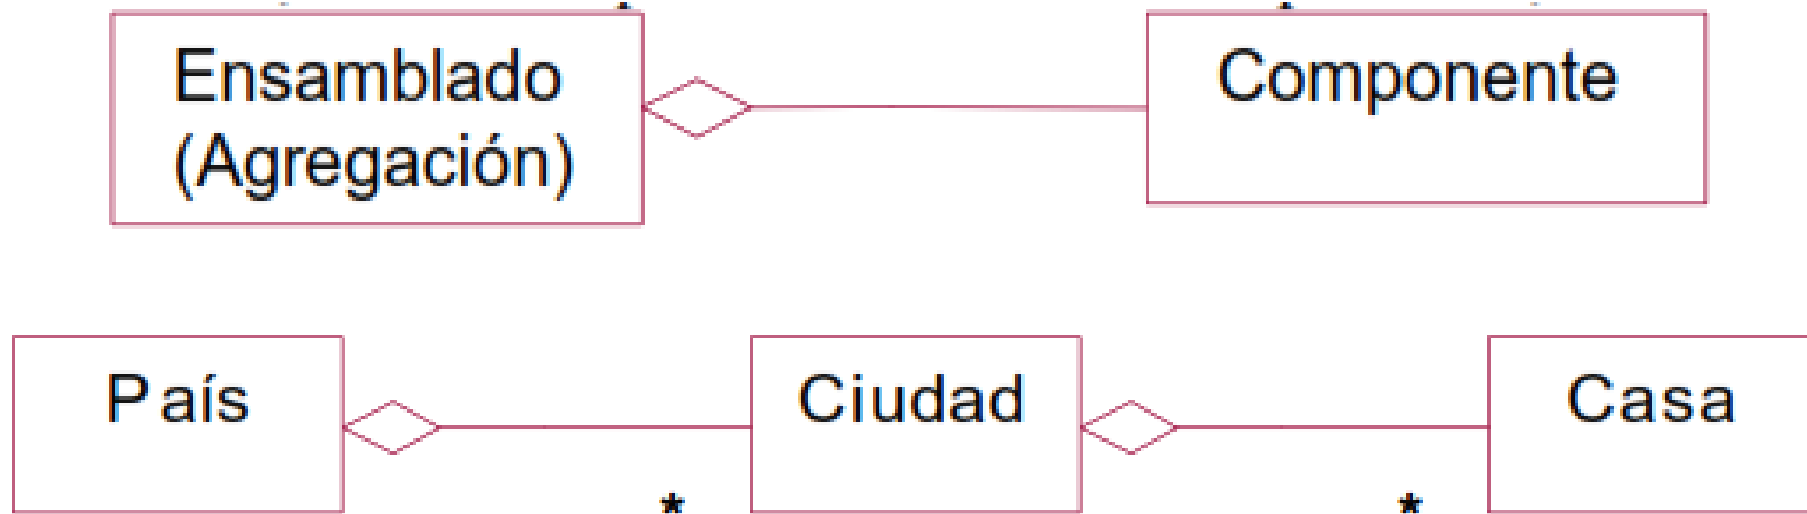 Ensamblado
(Agregación)
Componente
País
Ciudad
Casa
*
*